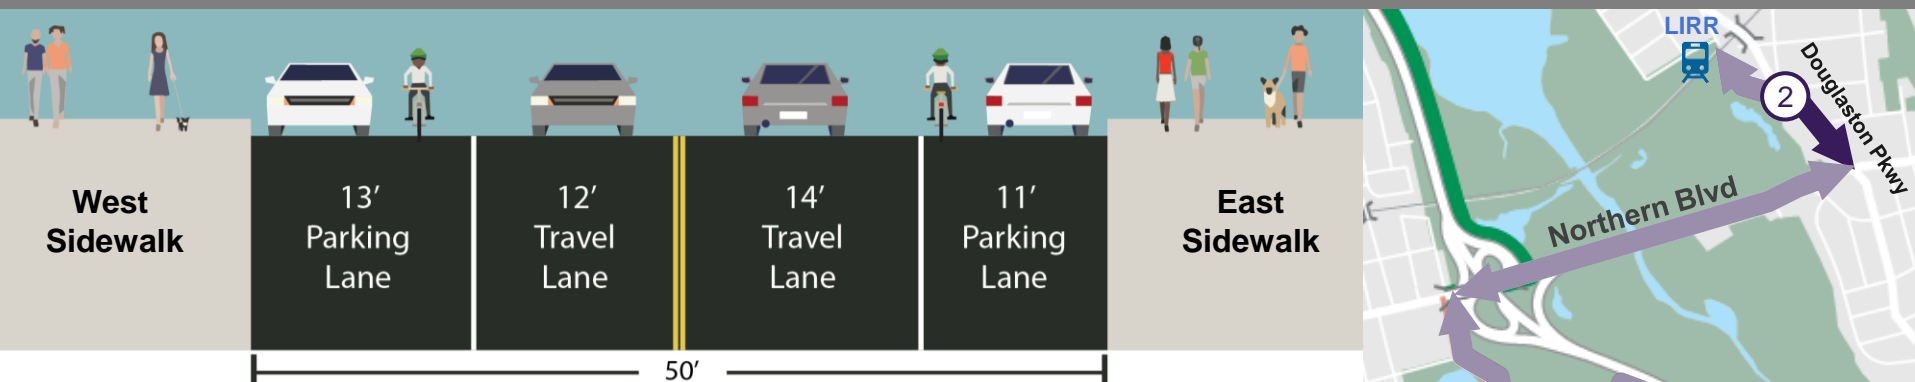 West
Sidewalk
13’
Parking
Lane
12’
Travel
Lane
14’
Travel
Lane
11’
Parking
Lane
East
Sidewalk
50’
LIRR
2
Douglaston Pkwy
Northern Blvd